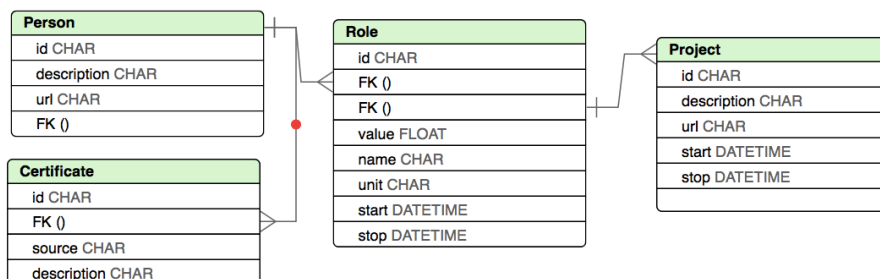 Person
id CHAR
description CHAR
url CHAR
FK ()
Certificate
id CHAR
FK ()
source CHAR
description CHAR
Role
id CHAR
FK ()
FK ()
value FLOAT
name CHAR
unit CHAR
start DATETIME
stop DATETIME
Project
id CHAR
description CHAR
url CHAR
start DATETIME
stop DATETIME